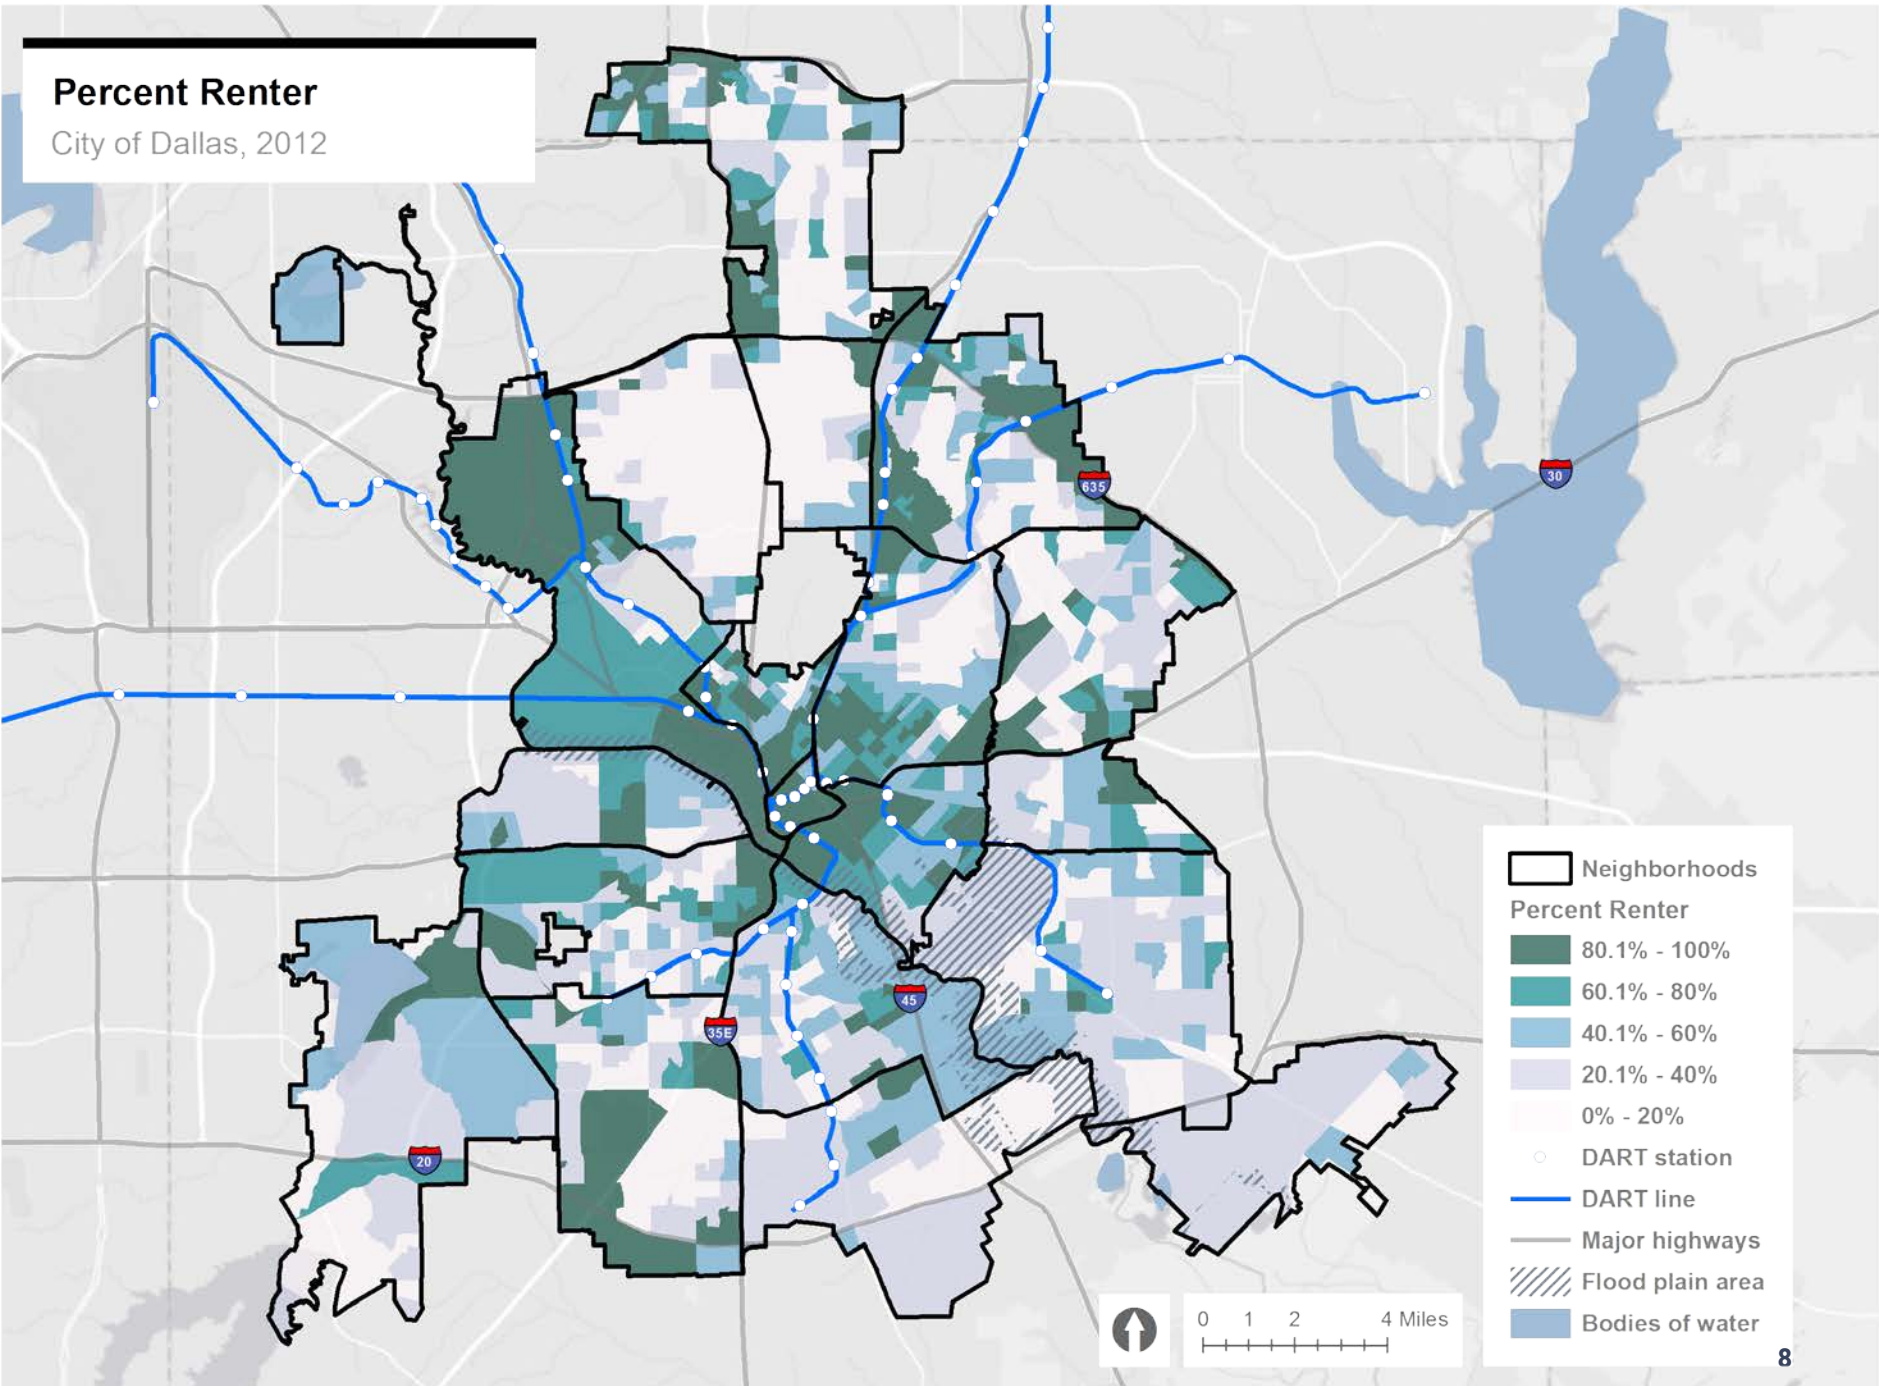 Percent Renter
City of Dallas, 2012
635
30
45
35E
20
Neighborhoods
Percent Renter
80.1% - 100%
60.1% - 80%
40.1% - 60%
20.1% - 40%
0% - 20%
DART station
DART line
Major highways
Flood plain area
Bodies of water
0 1 2 4 Miles
8